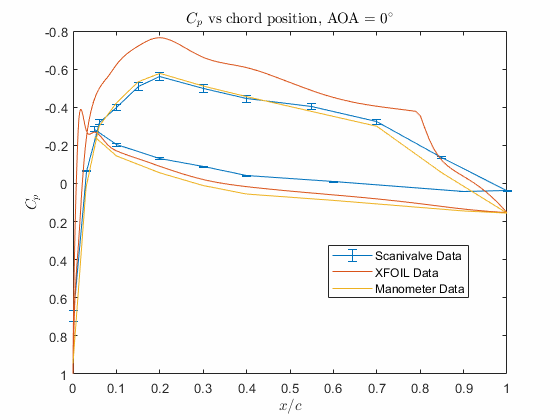 C_p vs chord position, AOA = 0°
-0.8
-0.6
-0.4
-0.2
0
0.2
0.4
0.6
0.8
1
C_p
Scanivalve Data
XFOIL Data
Manometer Data
0 0.1 0.2 0.3 0.4 0.5 0.6 0.7 0.8 0.9 1
x/c